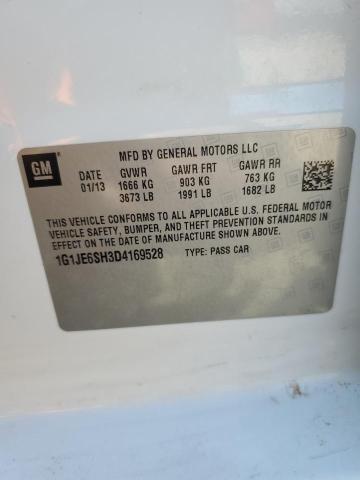 GM
MFD BY GENERAL MOTORS LLC
DATE GVWR GAWR FRT GAWR RR
01/13 1666 KG 903 KG 763 KG
3673 LB 1991 LB 1682 LB
THIS VEHICLE CONFORMS TO ALL APPLICABLE U.S. FEDERAL MOTOR
VEHICLE SAFETY, BUMPER, AND THEFT PREVENTION STANDARDS IN
EFFECT ON THE DATE OF MANUFACTURE SHOWN ABOVE.
1G1JE6SH3D4169528 TYPE: PASS CAR